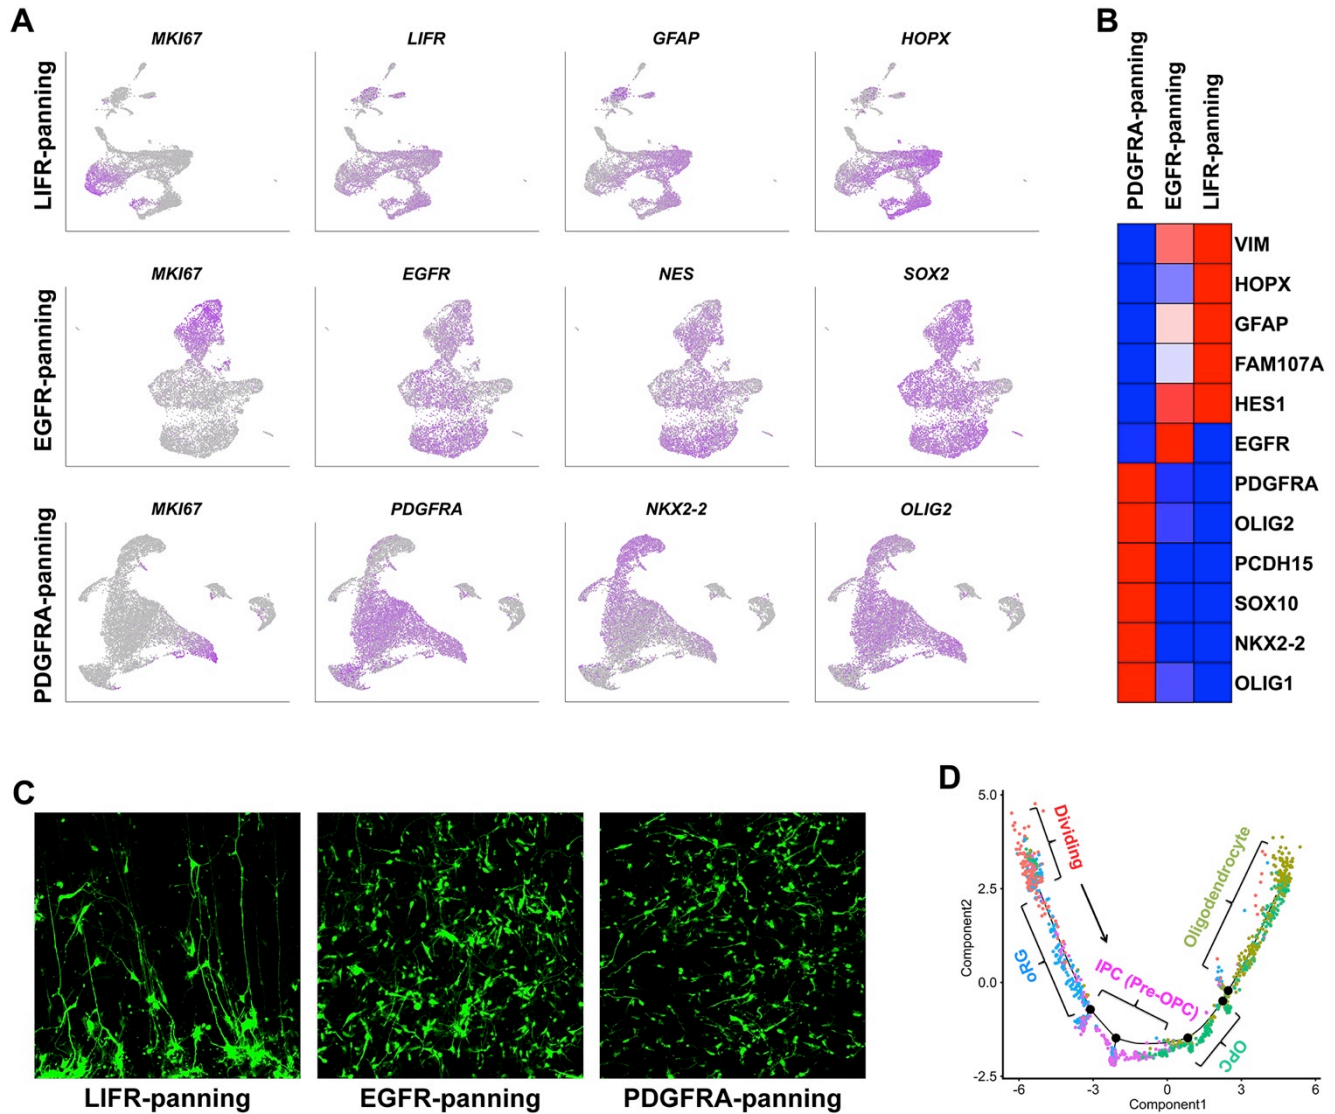 A
MKI67 LIFR GFAP HOPX
LIFR-panning
MKI67 EGFR NES SOX2
EGFR-panning
MKI67 PDGFRA NKX2-2 OLIG2
PDGFRA-panning
B
PDGFRA-panning
EGFR-panning
LIFR-panning
VIM
HOPX
GFAP
FAM107A
HES1
EGFR
PDGFRA
OLIG2
PCDH15
SOX10
NKX2-2
OLIG1
C
LIFR-panning EGFR-panning PDGFRA-panning
D
5.0
2.5
0.0
-2.5
Component2
Dividing
oRG
IPC (Pre-OPC)
Oligodendrocyte
OPC
-6 -3 0 3 6
Component1